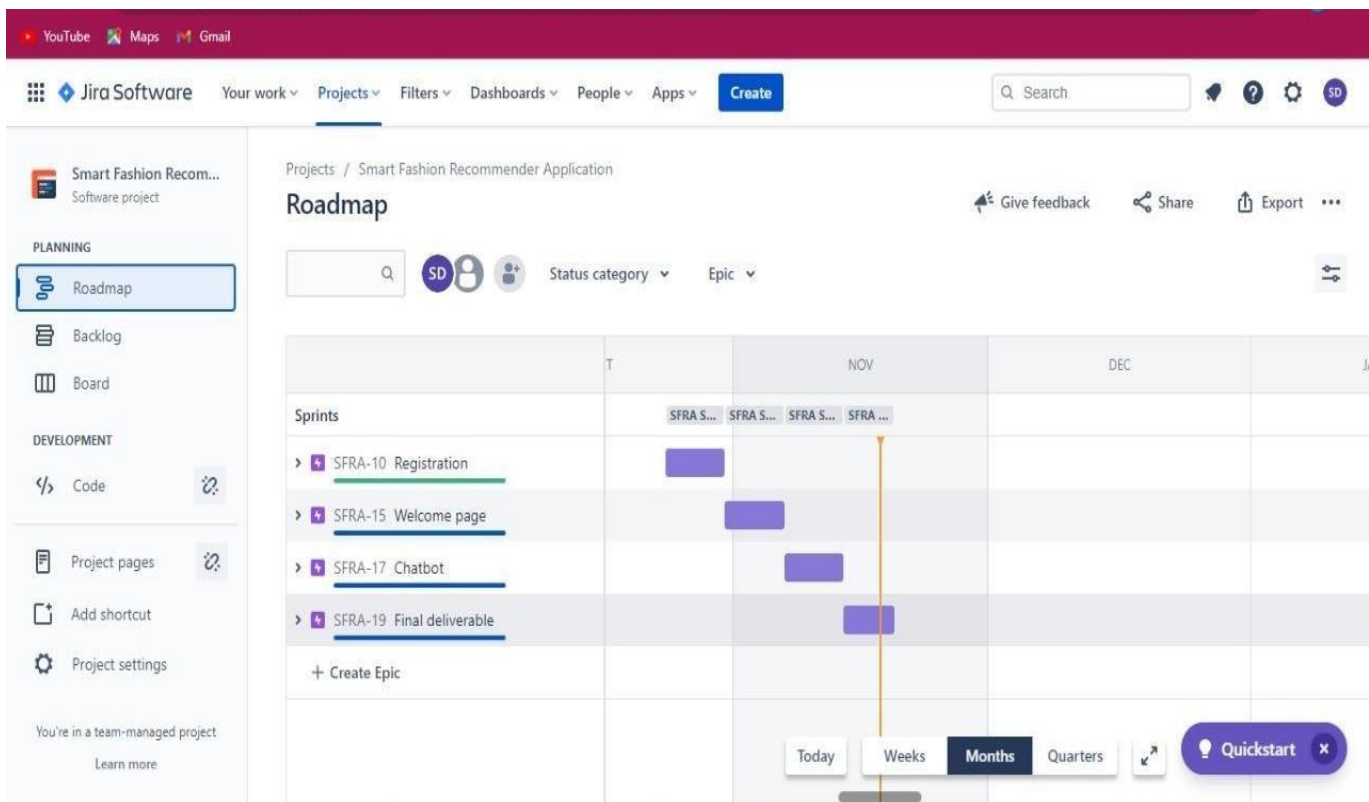 YouTube Maps Gmail
Jira Software Your work Projects Filters Dashboards People Apps Create Search SD
Smart Fashion Recom...
Software project
PLANNING
Roadmap
Backlog
Board
DEVELOPMENT
Code
Project pages
Add shortcut
Project settings
You're in a team-managed project
Learn more
Projects / Smart Fashion Recommender Application
Roadmap
Give feedback Share Export
SD Status category Epic
T NOV DEC JA
Sprints SFRA S... SFRA S... SFRA S... SFRA ...
SFRA-10 Registration
SFRA-15 Welcome page
SFRA-17 Chatbot
SFRA-19 Final deliverable
+ Create Epic
Today Weeks Months Quarters Quickstart x